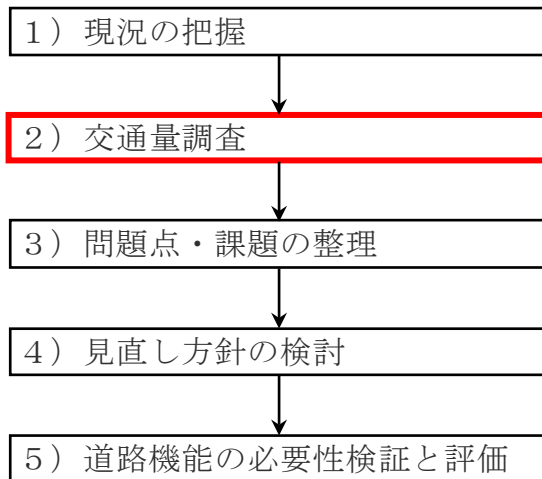 １）現況の把握
２）交通量調査
３）問題点・課題の整理
４）見直し方針の検討
５）道路機能の必要性検証と評価